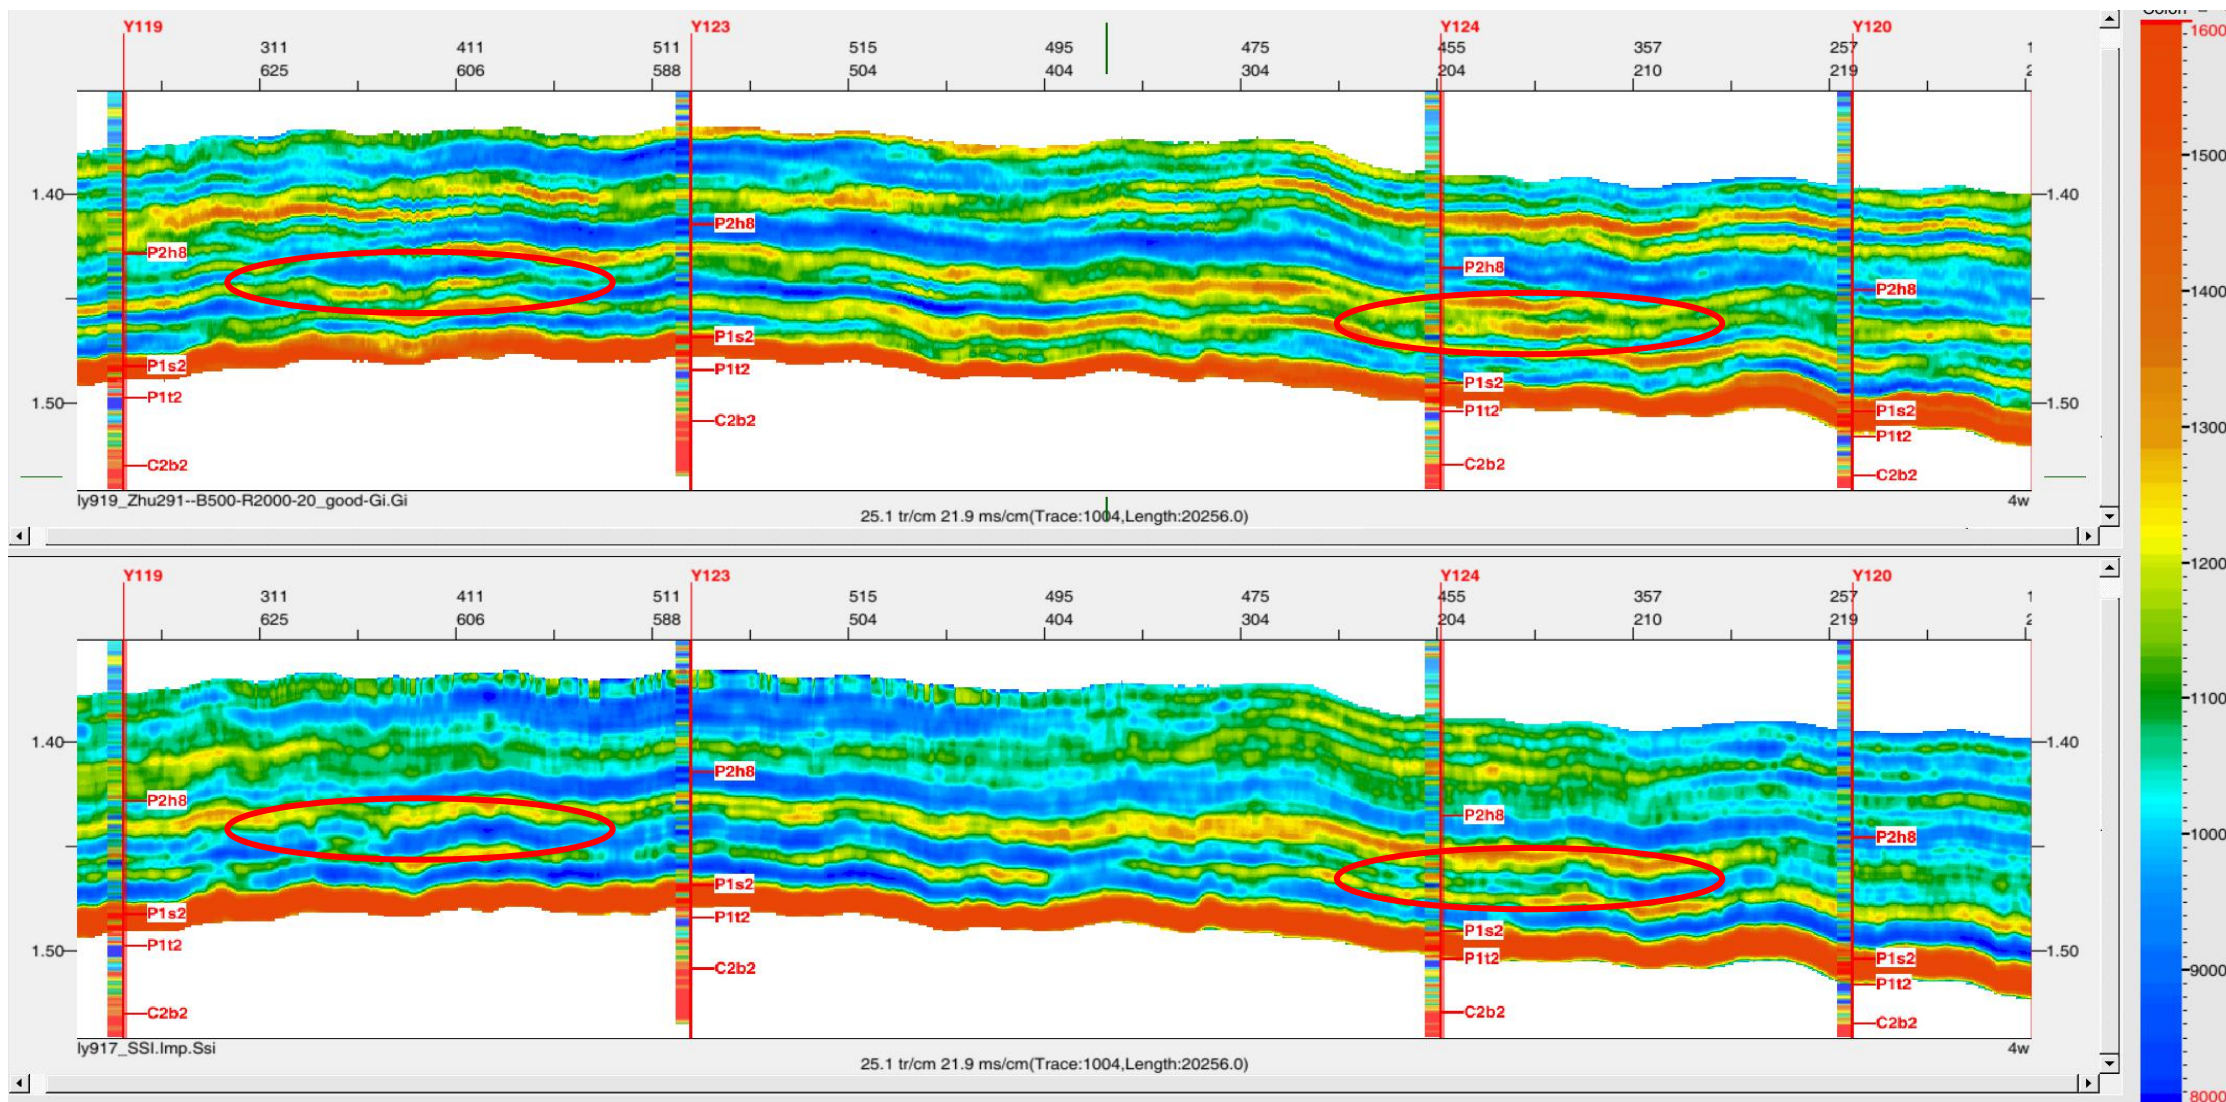 Y119 Y123 Y124 Y120
311 411 511 515 495 475 455 357 257 1
625 606 588 504 404 304 204 210 219 2
1600
1500
1.40 1.40
P2h8
P2h8
P2h8
P2h8
1400
P1s2
P1s2
P1s2
P1s2
P1t2
P1t2
P1t2
P1t2
1.50 1.50
1300
C2b2
C2b2
C2b2
C2b2
ly919_Zhu291--B500-R2000-20_good-Gi.Gi 4w
25.1 tr/cm 21.9 ms/cm(Trace:1004,Length:20256.0)
1200
Y119 Y123 Y124 Y120
311 411 511 515 495 475 455 357 257 1
625 606 588 504 404 304 204 210 219 2
1100
1.40 1.40
P2h8
P2h8
P2h8
P2h8
1000
P1s2
P1s2
P1s2
P1s2
P1t2
P1t2
P1t2
P1t2
1.50 1.50
9000
C2b2
C2b2
C2b2
C2b2
ly917_SSI.Imp.Ssi 4w
25.1 tr/cm 21.9 ms/cm(Trace:1004,Length:20256.0)
8000